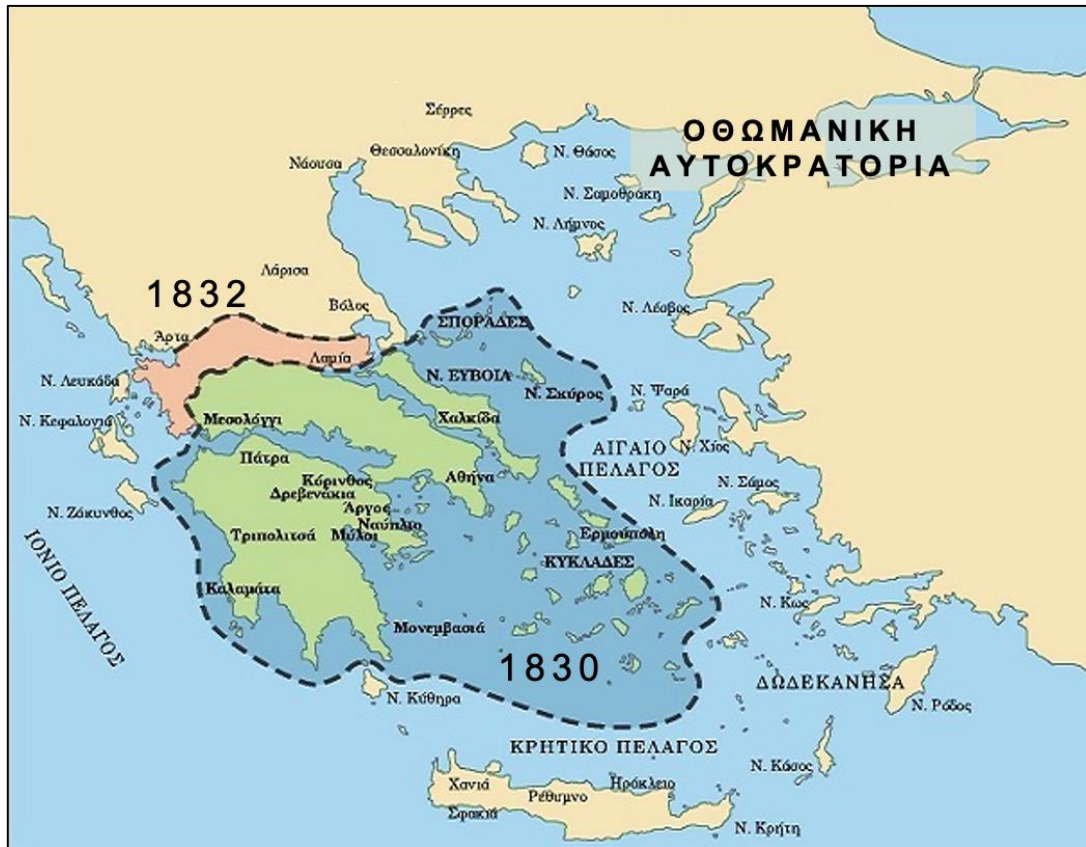 Σέρρες
ΟΘΩΜΑΝΙΚΗ
ΑΥΤΟΚΡΑΤΟΡΙΑ
Θεσσαλονίκη
Ν. Θάσος
Νάουσα
Ν. Σαμοθράκη
Ν. Λήμνος
Λάρισα
1832
Βόλος
Ν. Λέσβος
Άρτα
ΣΠΟΡΑΔΕΣ
Λαμία
Ν. Λευκάδα
Ν. ΕΥΒΟΙΑ
Ν. Σκύρος
Ν. Ψαρά
Ν. Κεφαλονιά
Μεσολόγγι
Χαλκίδα
ΑΙΓΑΙΟ
ΠΕΛΑΓΟΣ
Ν. Χίος
Πάτρα
Κόρινθος
Αθήνα
Δρεβενάκια
Ν. Σάμος
Ν. Ικαρία
Ν. Ζάκυνθος
Άργος
Ναύπλιο
Τριπολιτσά
Μύλοι
Ερμούπολη
ΙΟΝΙΟ ΠΕΛΑΓΟΣ
ΚΥΚΛΑΔΕΣ
Καλαμάτα
Ν. Κως
Μονεμβασιά
1830
ΔΩΔΕΚΑΝΗΣΑ
Ν. Κύθηρα
Ν. Ρόδος
ΚΡΗΤΙΚΟ ΠΕΛΑΓΟΣ
Ν. Κάσος
Χανιά
Ηράκλειο
Ρέθυμνο
Σφακιά
Ν. Κρήτη